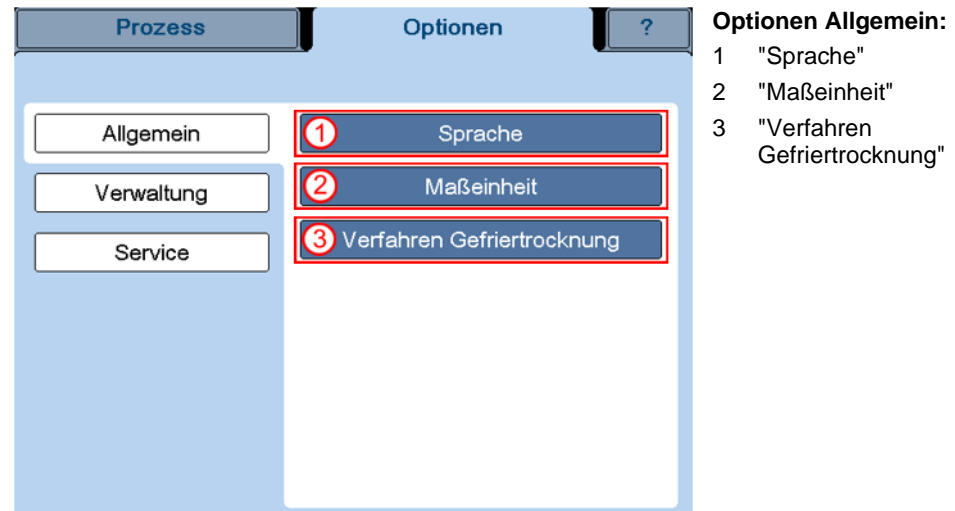 Prozess
Optionen
?
Allgemein
Verwaltung
Service
1 Sprache
2 Maßeinheit
3 Verfahren Gefriertrocknung
Optionen Allgemein:
1 "Sprache"
2 "Maßeinheit"
3 "Verfahren
Gefriertrocknung"